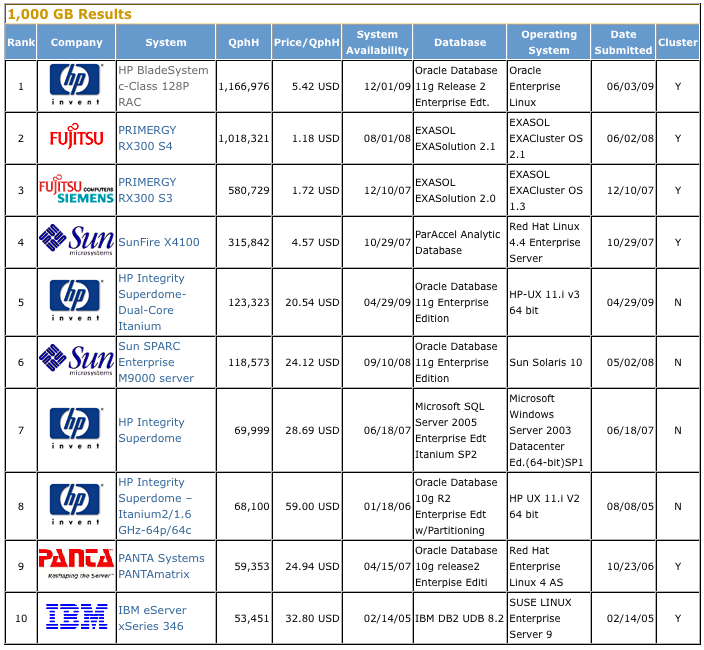 1,000 GB Results
Rank Company System QphH Price/QphH System Availability Database Operating System Date Submitted Cluster
1 hp invent HP BladeSystem c-Class 128P RAC 1,166,976 5.42 USD 12/01/09 Oracle Database 11g Release 2 Enterprise Edt. Oracle Enterprise Linux 06/03/09 Y
2 FUJITSU PRIMERGY RX300 S4 1,018,321 1.18 USD 08/01/08 EXASOL EXASolution 2.1 EXASOL EXACluster OS 2.1 06/02/08 Y
3 FUJITSU COMPUTERS SIEMENS PRIMERGY RX300 S3 580,729 1.72 USD 12/10/07 EXASOL EXASolution 2.0 EXASOL EXACluster OS 1.3 12/10/07 Y
4 Sun microsystems SunFire X4100 315,842 4.57 USD 10/29/07 ParAccel Analytic Database Red Hat Linux 4.4 Enterprise Server 10/29/07 Y
5 hp invent HP Integrity Superdome-Dual-Core Itanium 123,323 20.54 USD 04/29/09 Oracle Database 11g Enterprise Edition HP-UX 11.i v3 64 bit 04/29/09 N
6 Sun microsystems Sun SPARC Enterprise M9000 server 118,573 24.12 USD 09/10/08 Oracle Database 11g Enterprise Edition Sun Solaris 10 05/02/08 N
7 hp invent HP Integrity Superdome 69,999 28.69 USD 06/18/07 Microsoft SQL Server 2005 Enterprise Edt Itanium SP2 Microsoft Windows Server 2003 Datacenter Ed.(64-bit)SP1 06/18/07 N
8 hp invent HP Integrity Superdome – Itanium2/1.6 GHz-64p/64c 68,100 59.00 USD 01/18/06 Oracle Database 10g R2 Enterprise Edt w/Partitioning HP UX 11.i V2 64 bit 08/08/05 N
9 PANTA Reshaping the Server PANTA Systems PANTAmatrix 59,353 24.94 USD 04/15/07 Oracle Database 10g release2 Enterpise Editi Red Hat Enterprise Linux 4 AS 10/23/06 Y
10 IBM IBM eServer xSeries 346 53,451 32.80 USD 02/14/05 IBM DB2 UDB 8.2 SUSE LINUX Enterprise Server 9 02/14/05 Y